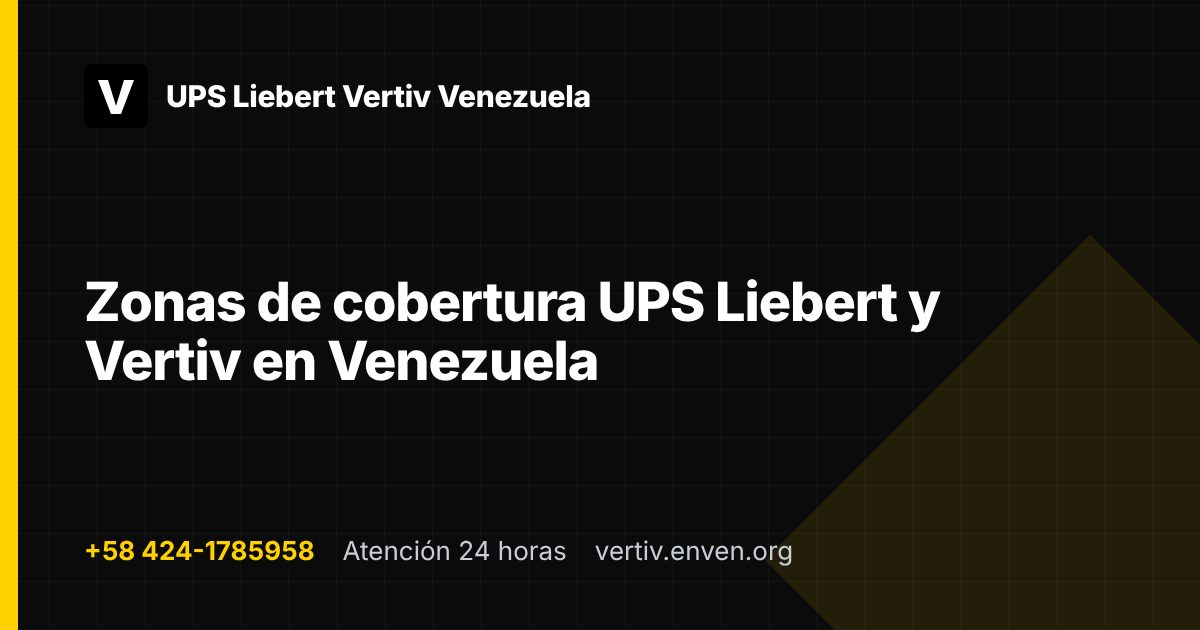 V
UPS Liebert Vertiv Venezuela
Zonas de cobertura UPS Liebert y
Vertiv en Venezuela
+58 424-1785958 Atención 24 horas vertiv.enven.org